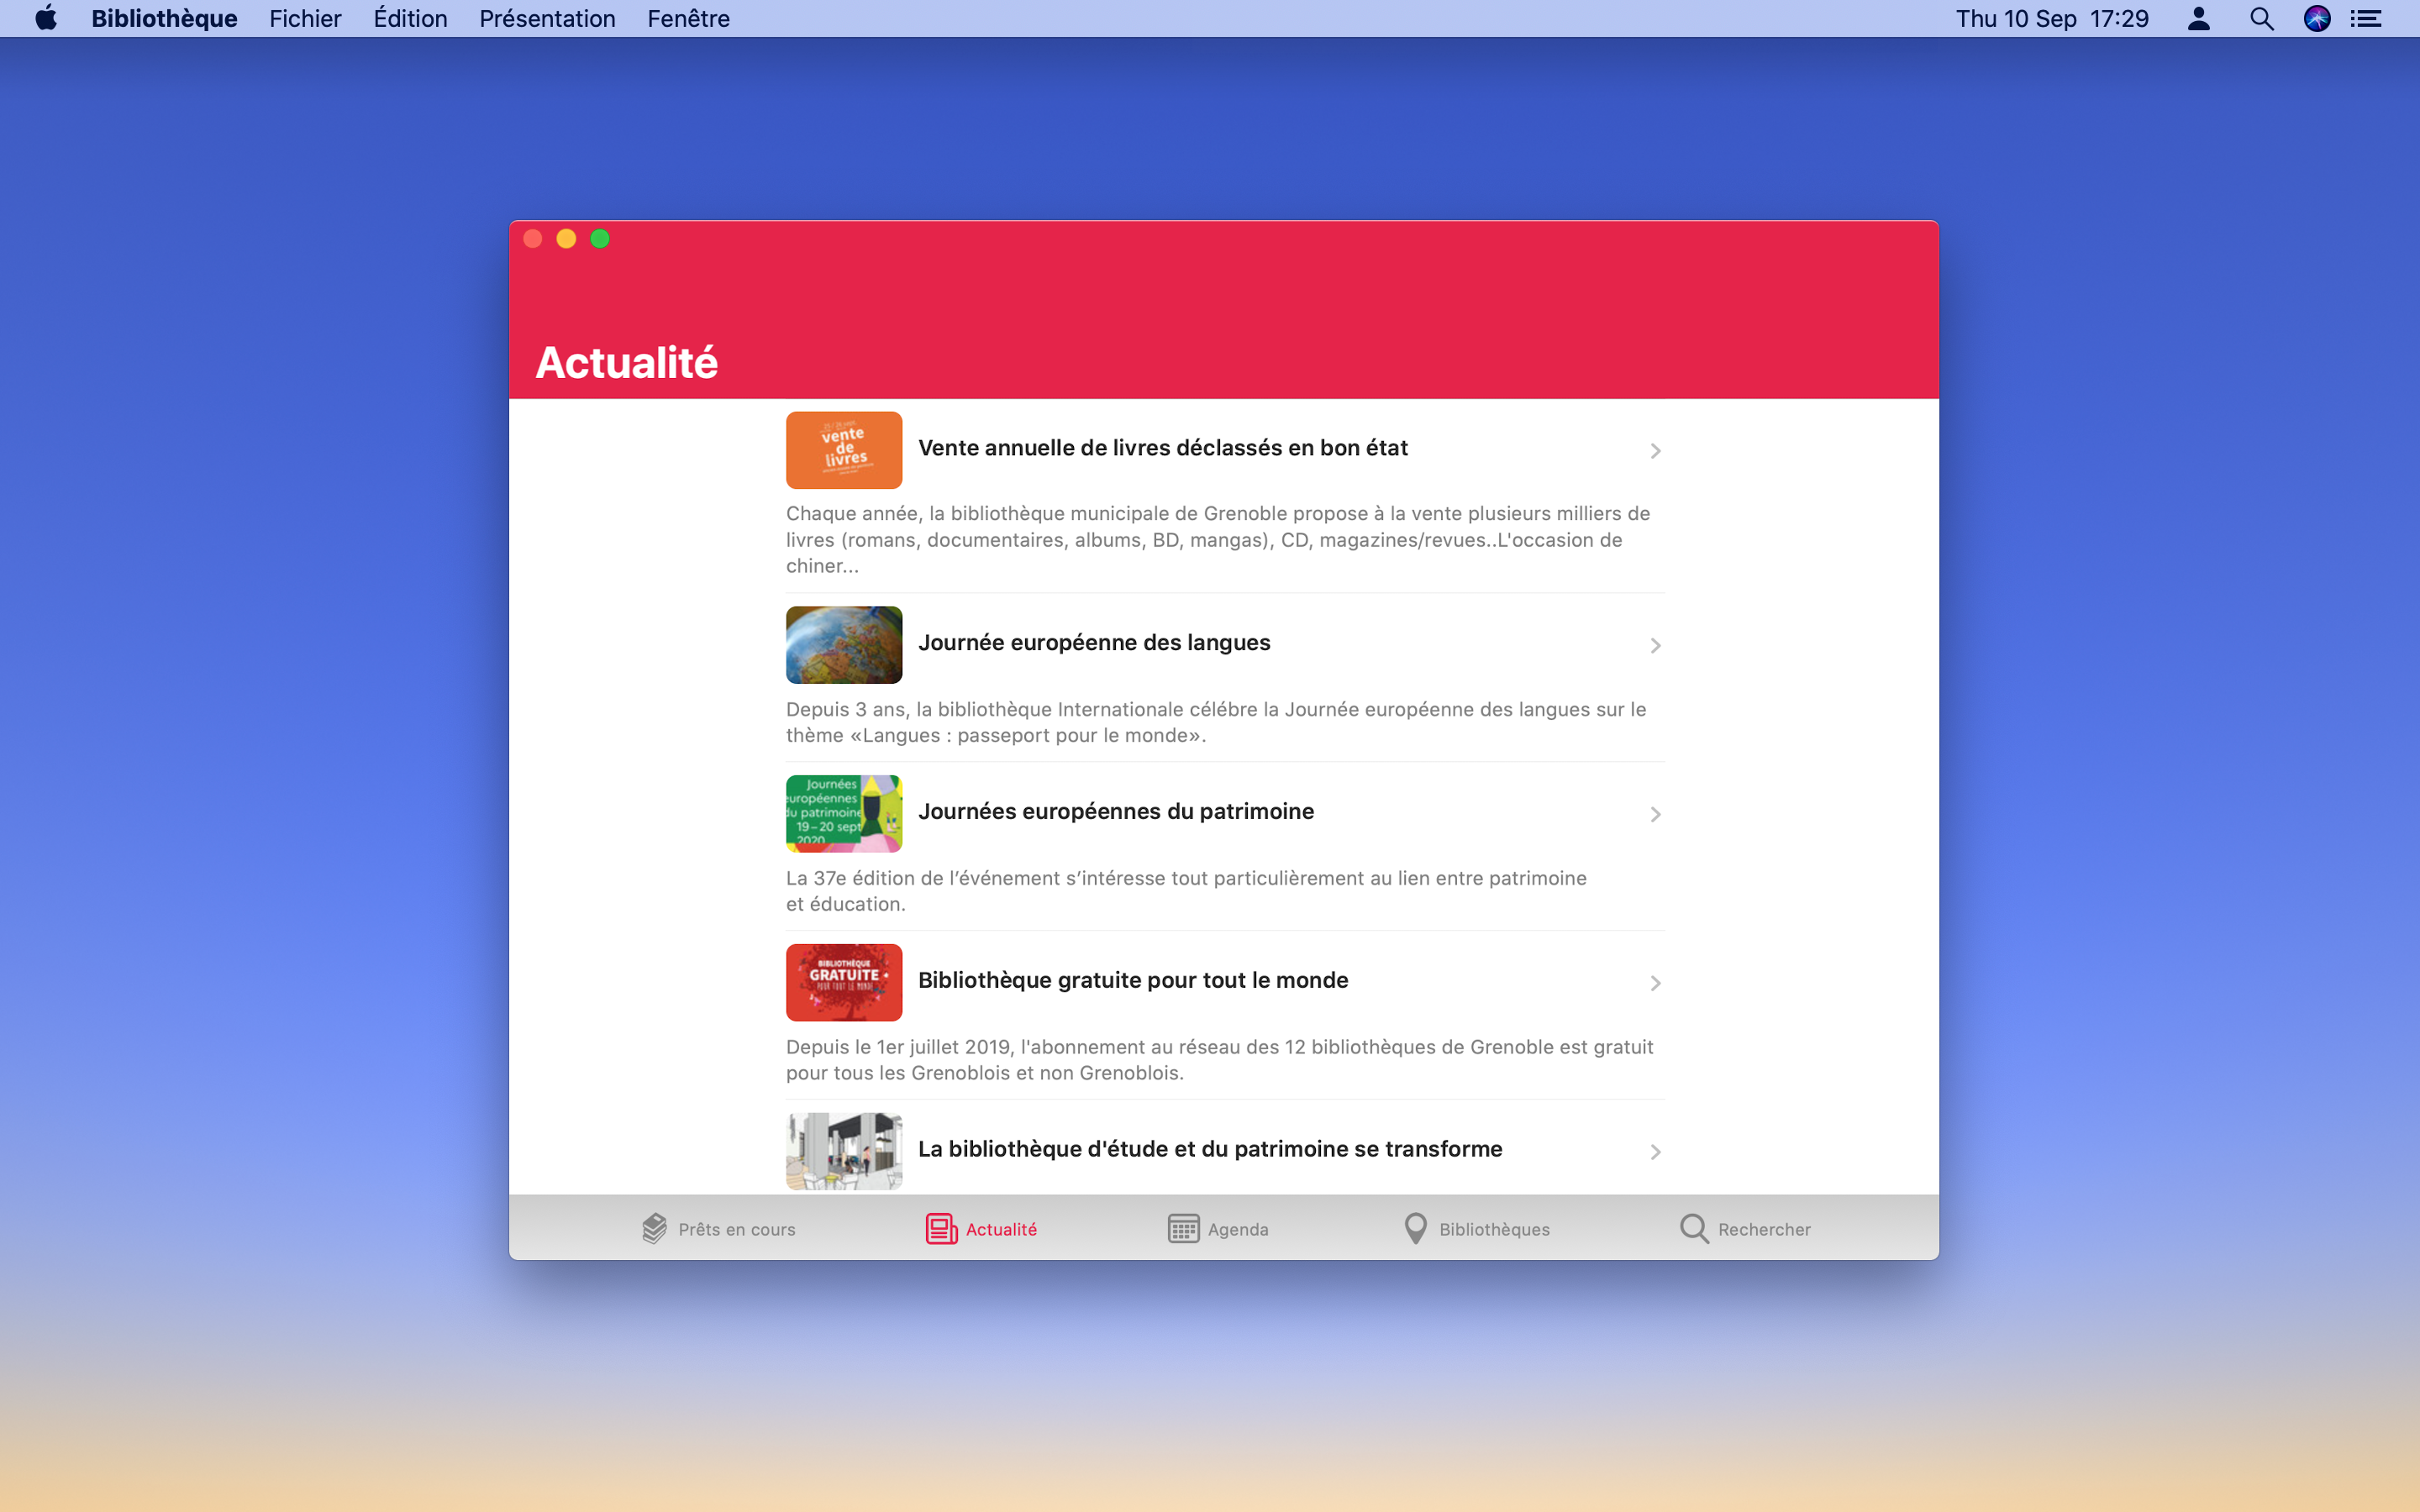 Bibliothèque Fichier Édition Présentation Fenêtre Thu 10 Sep 17:29
Actualité
vente
de
livres
Vente annuelle de livres déclassés en bon état
Chaque année, la bibliothèque municipale de Grenoble propose à la vente plusieurs milliers de
livres (romans, documentaires, albums, BD, mangas), CD, magazines/revues..L'occasion de
chiner...
Journée européenne des langues
Depuis 3 ans, la bibliothèque Internationale célébre la Journée européenne des langues sur le
thème «Langues : passeport pour le monde».
Journées
européennes
du patrimoine
19–20 sept
2020
Journées européennes du patrimoine
La 37e édition de l’événement s’intéresse tout particulièrement au lien entre patrimoine
et éducation.
BIBLIOTHÈQUE
GRATUITE
POUR TOUT LE MONDE
Bibliothèque gratuite pour tout le monde
Depuis le 1er juillet 2019, l'abonnement au réseau des 12 bibliothèques de Grenoble est gratuit
pour tous les Grenoblois et non Grenoblois.
La bibliothèque d'étude et du patrimoine se transforme
Prêts en cours Actualité Agenda Bibliothèques Rechercher